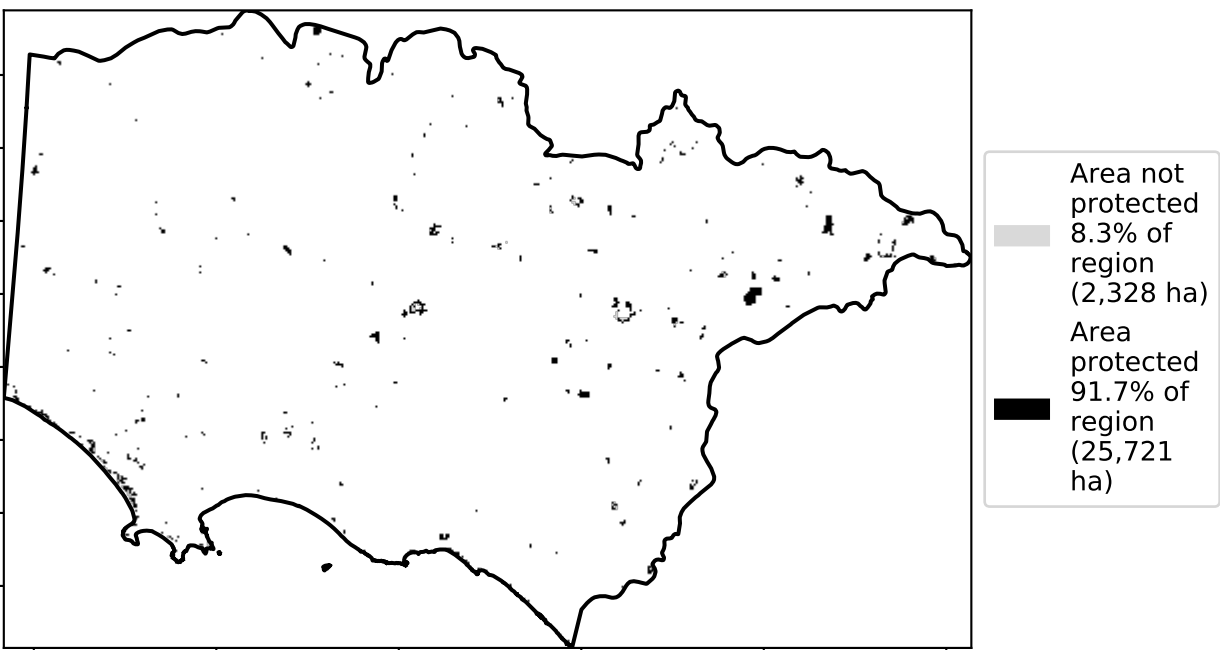 Area not
protected
8.3% of
region
(2,328 ha)
Area
protected
91.7% of
region
(25,721
ha)